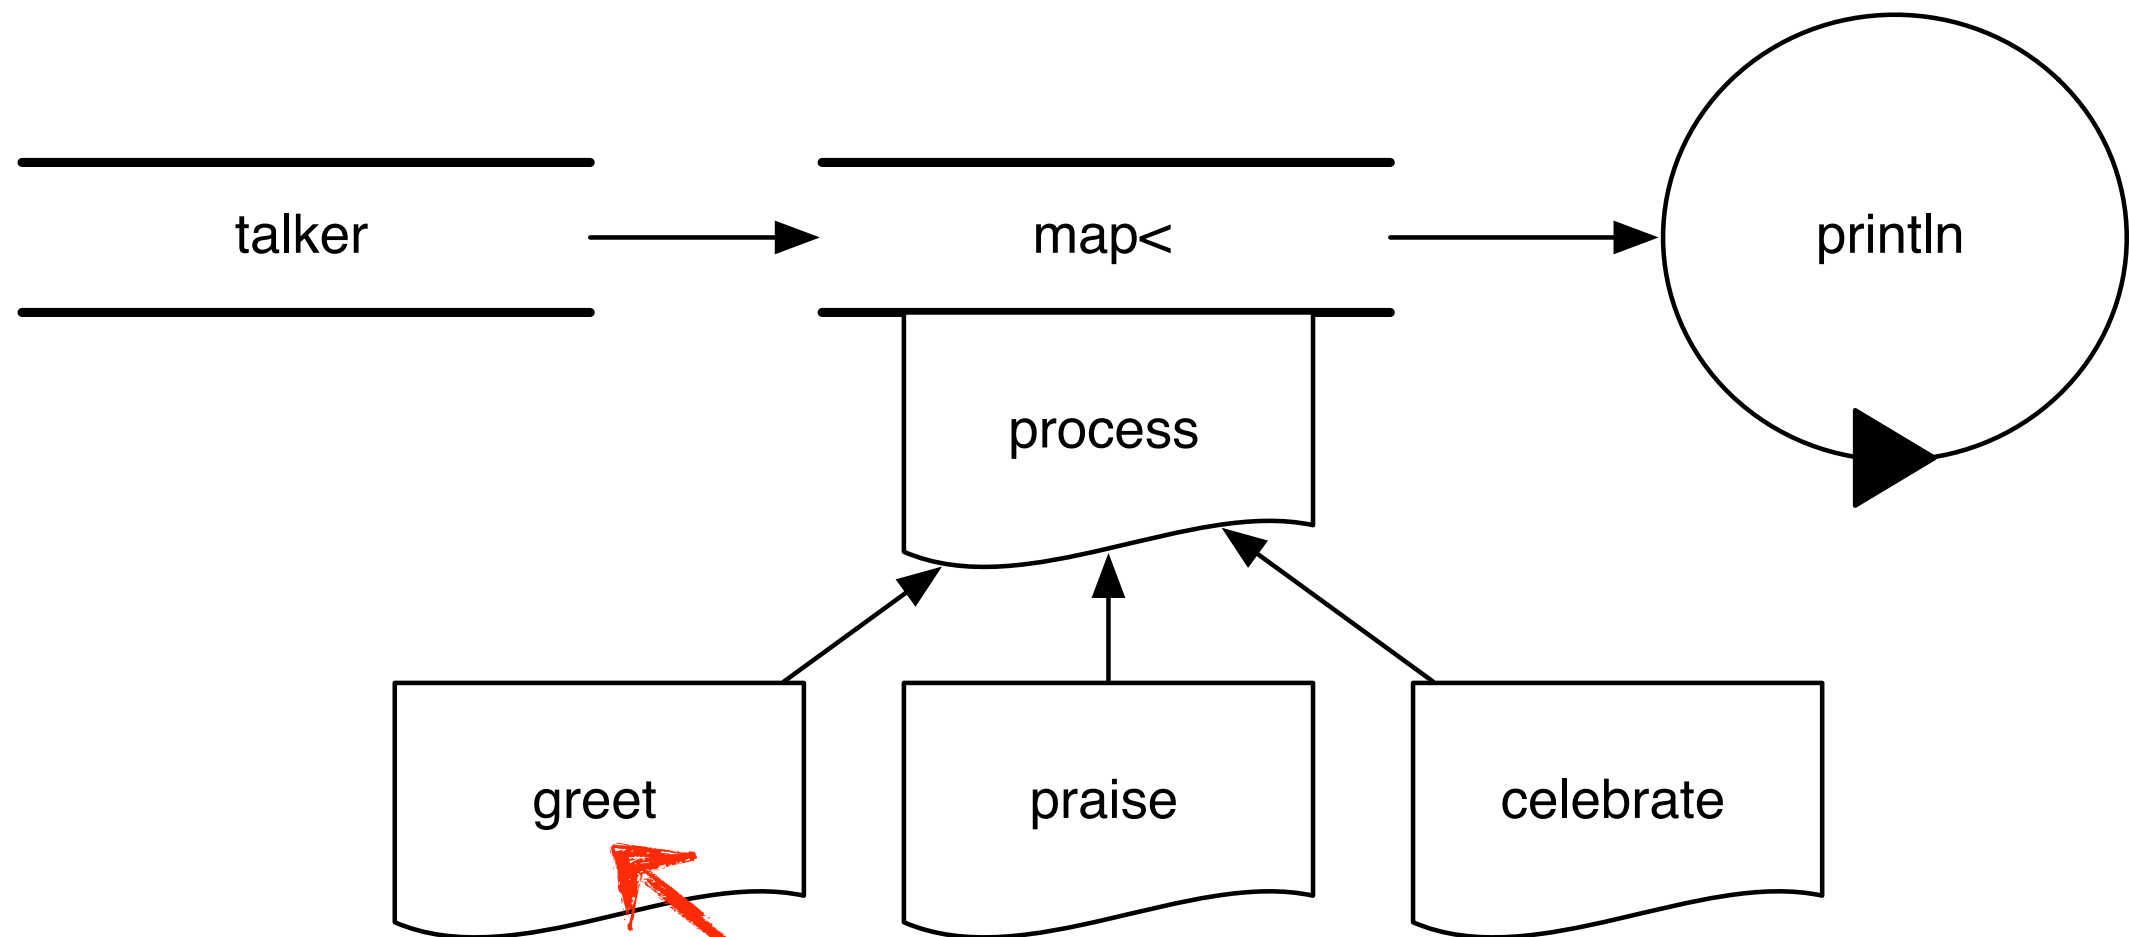 talker
map<
println
process
greet
praise
celebrate